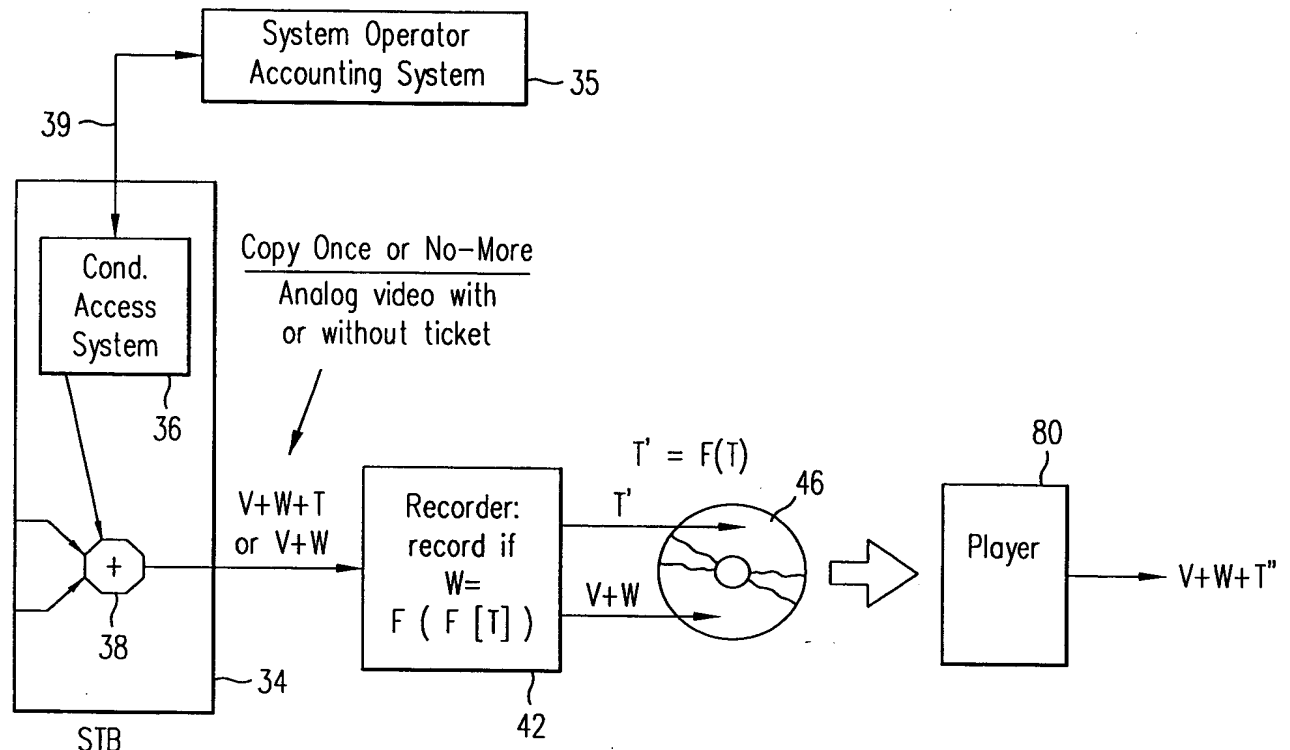 System Operator
Accounting System
35
39
Copy Once or No-More
Analog video with
or without ticket
Cond.
Access
System
36
V+W+T
or V+W
+
38
34
STB
Recorder:
record if
W=
F ( F [T] )
42
T' = F(T)
T'
V+W
46
80
Player
V+W+T"